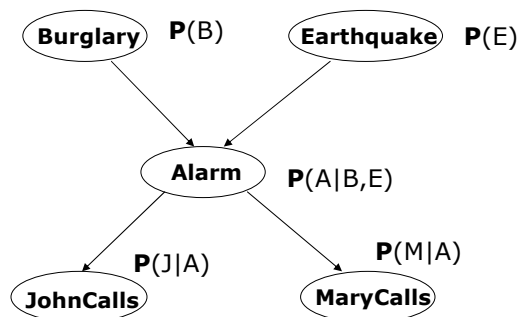 Burglary P(B)
Earthquake P(E)
Alarm
P(A|B,E)
P(J|A)
P(M|A)
JohnCalls
MaryCalls